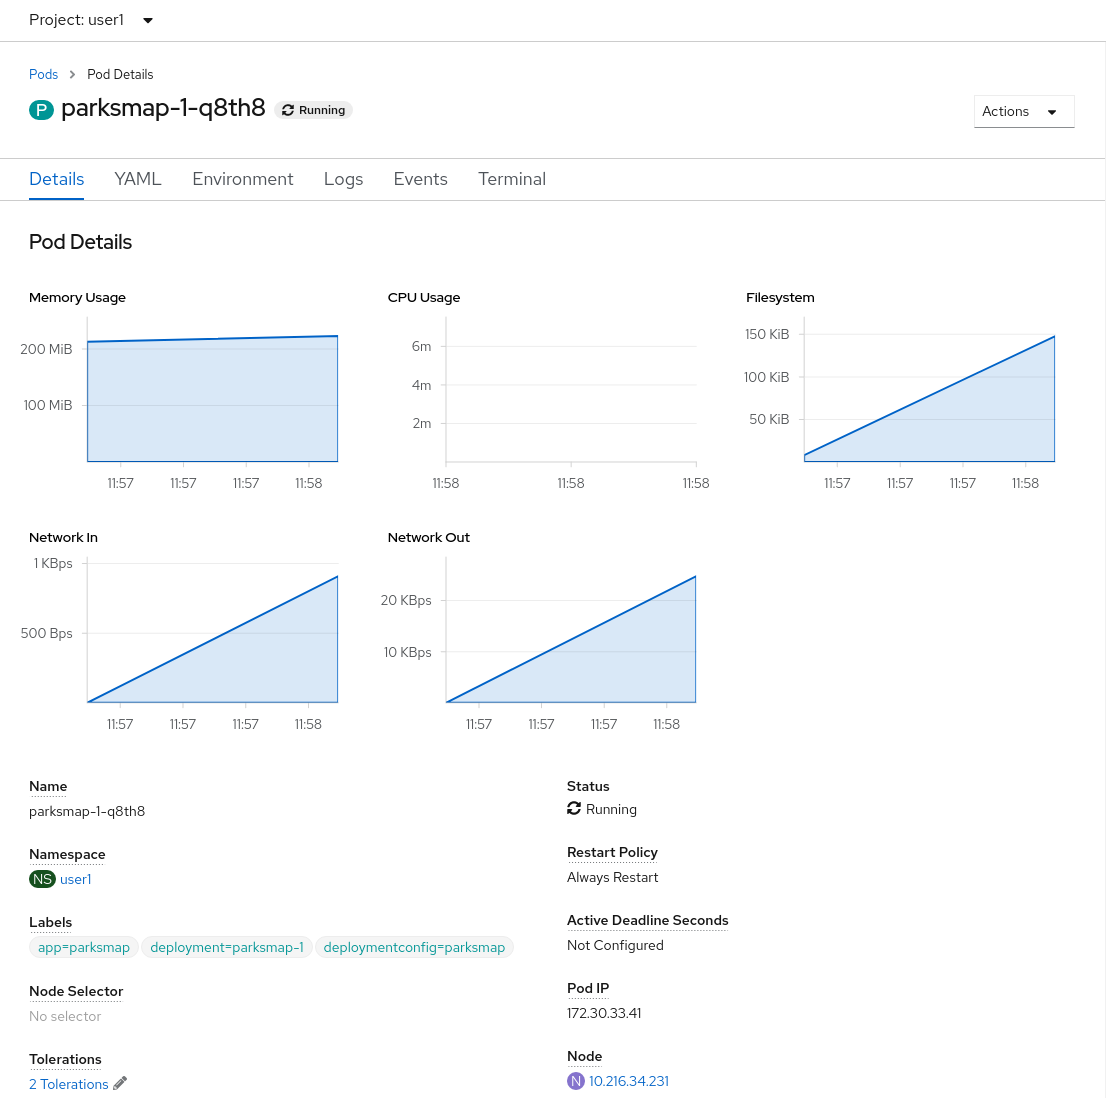 Project: user1
Pods > Pod Details
P parksmap-1-q8th8 Running
Actions
Details YAML Environment Logs Events Terminal
Pod Details
Memory Usage
200 MiB
100 MiB
11:57 11:57 11:57 11:58
CPU Usage
6m
4m
2m
11:58 11:58 11:58
Filesystem
150 KiB
100 KiB
50 KiB
11:57 11:57 11:57 11:58
Network In
1 KBps
500 Bps
11:57 11:57 11:57 11:58
Network Out
20 KBps
10 KBps
11:57 11:57 11:57 11:58
Name
parksmap-1-q8th8
Namespace
NS user1
Labels
app=parksmap deployment=parksmap-1 deploymentconfig=parksmap
Node Selector
No selector
Tolerations
2 Tolerations
Status
Running
Restart Policy
Always Restart
Active Deadline Seconds
Not Configured
Pod IP
172.30.33.41
Node
N 10.216.34.231